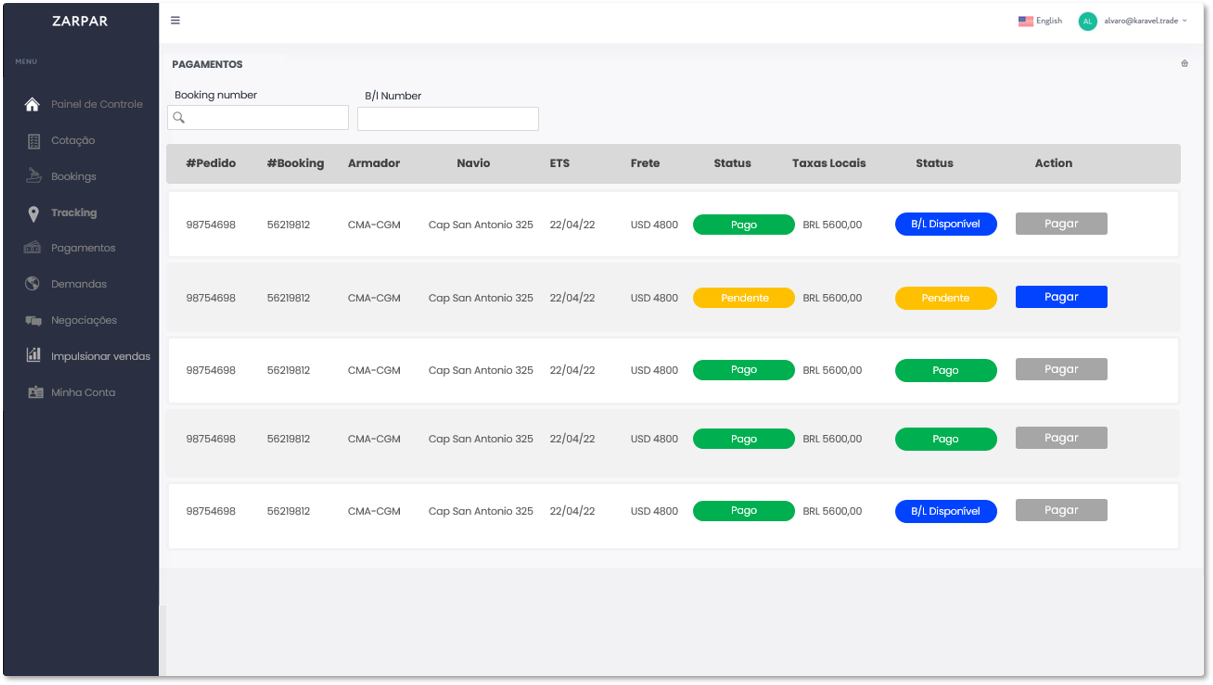 ZARPAR
English
AL
alvaro@karavel.trade
MENU
Painel de Controle
Cotação
Bookings
Tracking
Pagamentos
Demandas
Negociações
Impulsionar vendas
Minha Conta
PAGAMENTOS
Booking number
B/l Number
#Pedido #Booking Armador Navio ETS Frete Status Taxas Locais Status Action
98754698 56219812 CMA-CGM Cap San Antonio 325 22/04/22 USD 4800 Pago BRL 5600,00 B/L Disponível Pagar
98754698 56219812 CMA-CGM Cap San Antonio 325 22/04/22 USD 4800 Pendente BRL 5600,00 Pendente Pagar
98754698 56219812 CMA-CGM Cap San Antonio 325 22/04/22 USD 4800 Pago BRL 5600,00 Pago Pagar
98754698 56219812 CMA-CGM Cap San Antonio 325 22/04/22 USD 4800 Pago BRL 5600,00 Pago Pagar
98754698 56219812 CMA-CGM Cap San Antonio 325 22/04/22 USD 4800 Pago BRL 5600,00 B/L Disponível Pagar